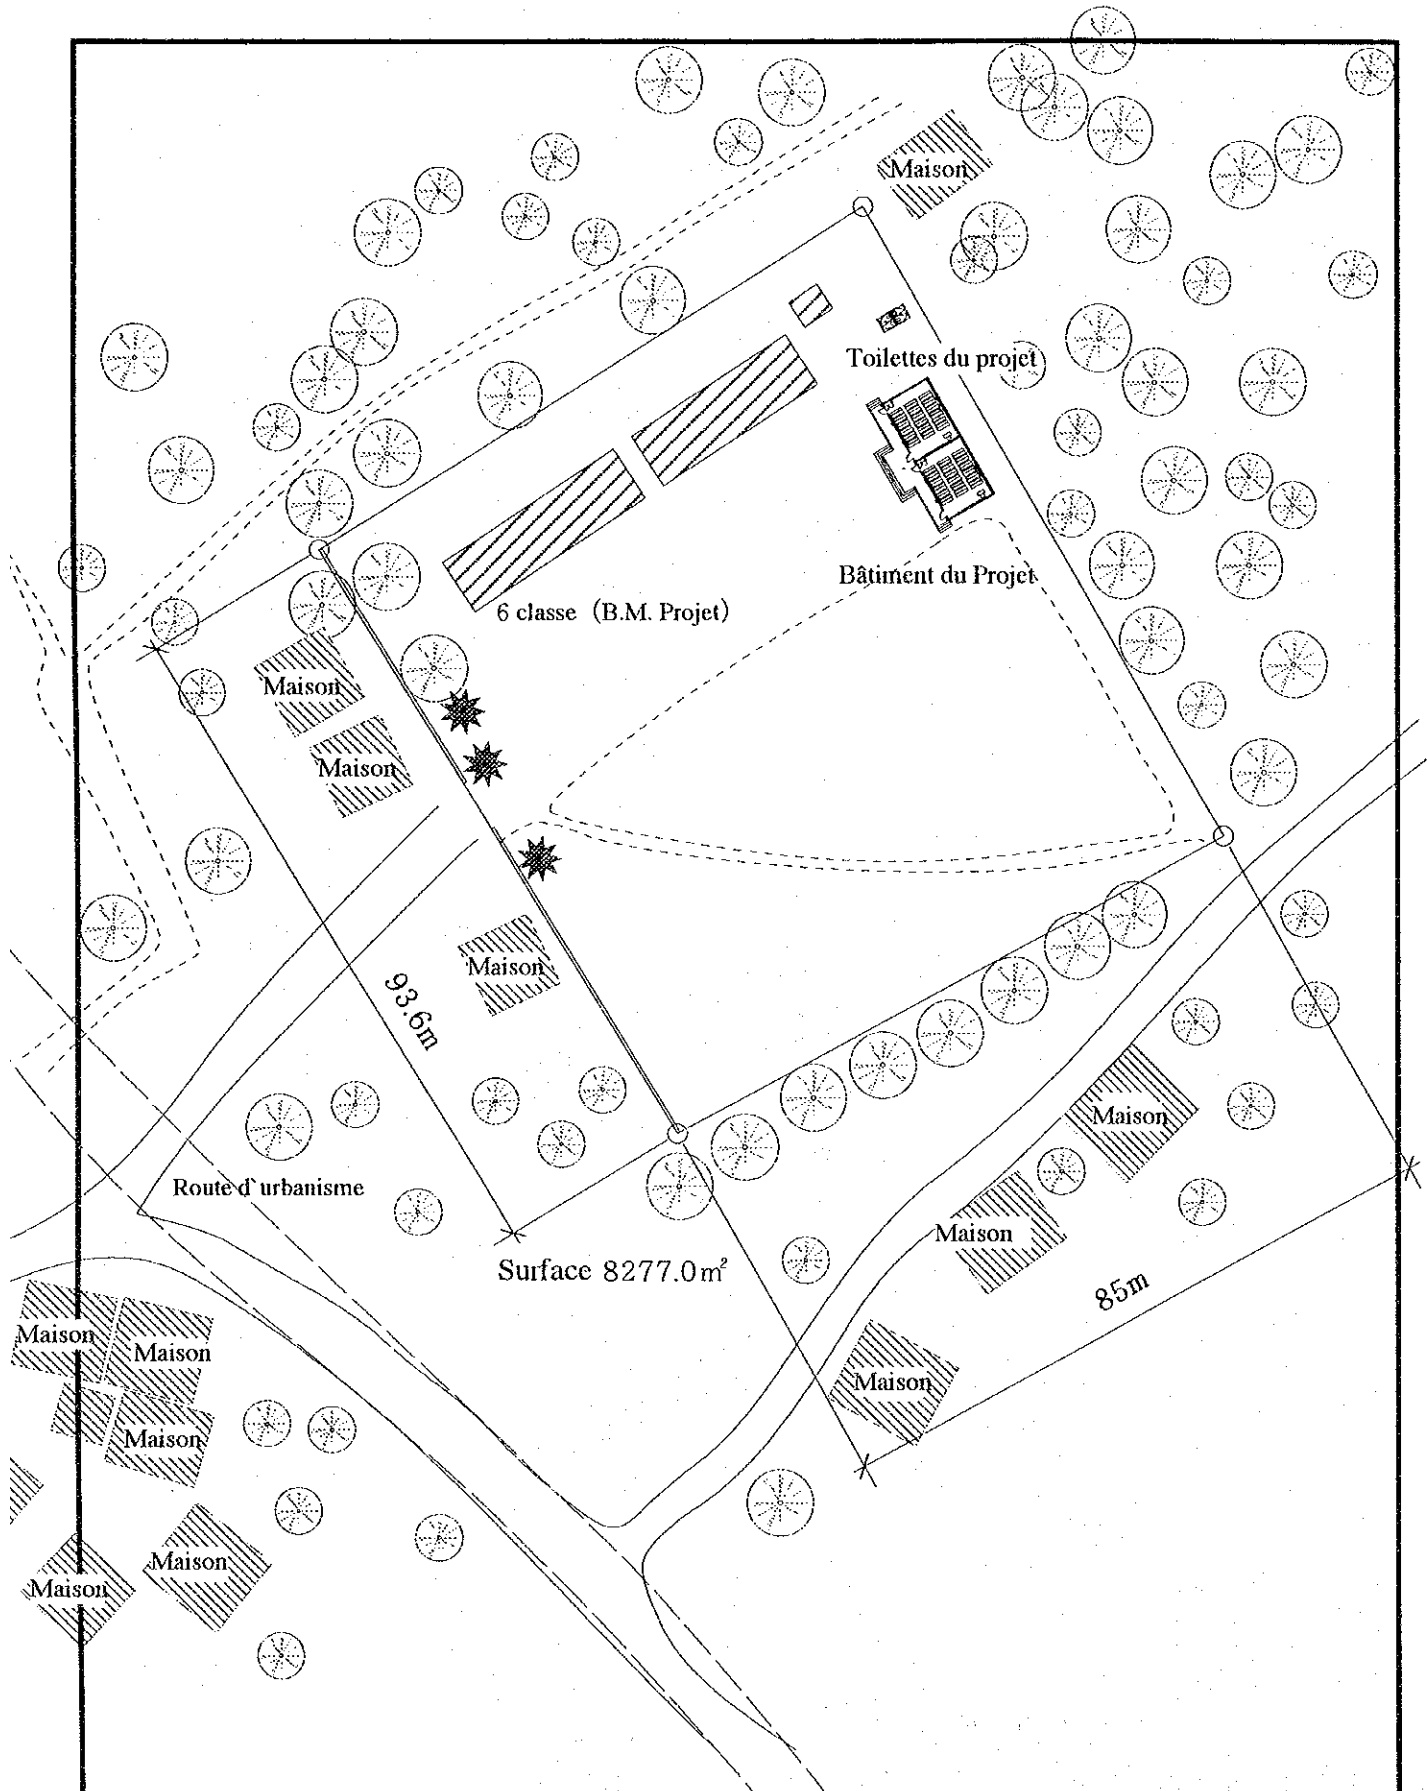 Maison
Toilettes du projet
Bâtiment du Projet
6 classe (B.M. Projet)
Maison
Maison
Maison
93.6m
Maison
Route d'urbanisme
Maison
Surface 8277.0㎡
85m
Maison
Maison
Maison
Maison
Maison
Maison